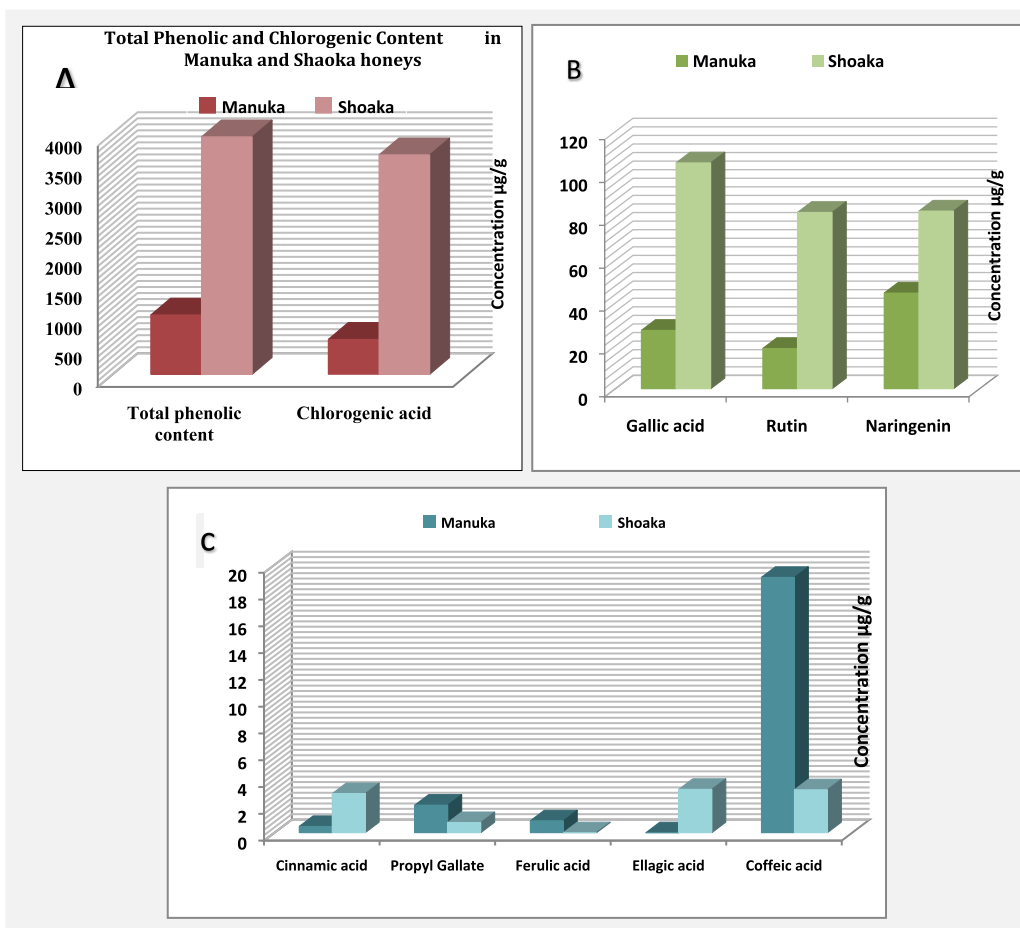 Total Phenolic and Chlorogenic Content in
Manuka and Shaoka honeys
A
Manuka Shoaka
4000
3500
3000
2500
2000
1500
1000
500
0
Concentration µg/g
Total phenolic
content
Chlorogenic acid
B
Manuka Shoaka
120
100
80
60
40
20
0
Concentration µg/g
Gallic acid Rutin Naringenin
C
Manuka Shoaka
20
18
16
14
12
10
8
6
4
2
0
Concentration µg/g
Cinnamic acid Propyl Gallate Ferulic acid Ellagic acid Coffeic acid